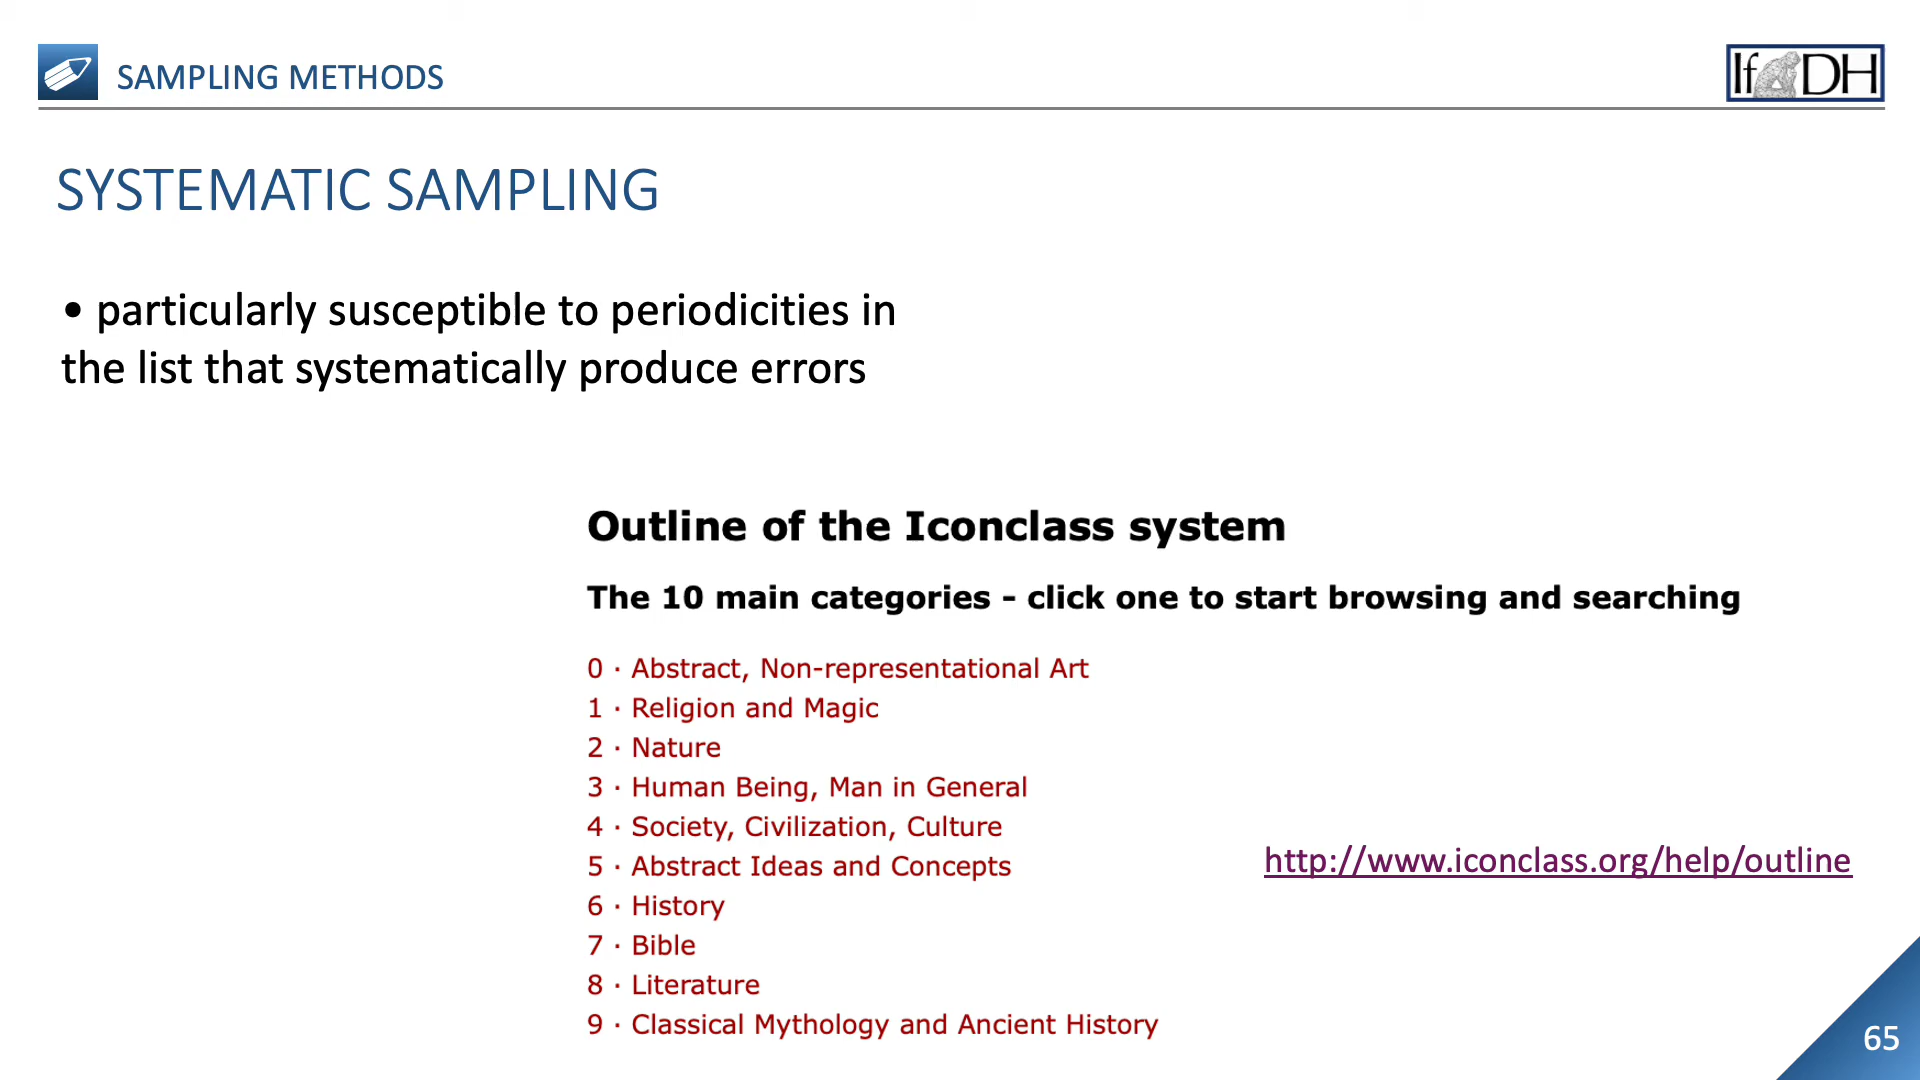 SAMPLING METHODS
IfDH
SYSTEMATIC SAMPLING
• particularly susceptible to periodicities in
the list that systematically produce errors
Outline of the Iconclass system
The 10 main categories - click one to start browsing and searching
0 · Abstract, Non-representational Art
1 · Religion and Magic
2 · Nature
3 · Human Being, Man in General
4 · Society, Civilization, Culture
5 · Abstract Ideas and Concepts
6 · History
7 · Bible
8 · Literature
9 · Classical Mythology and Ancient History
http://www.iconclass.org/help/outline
65